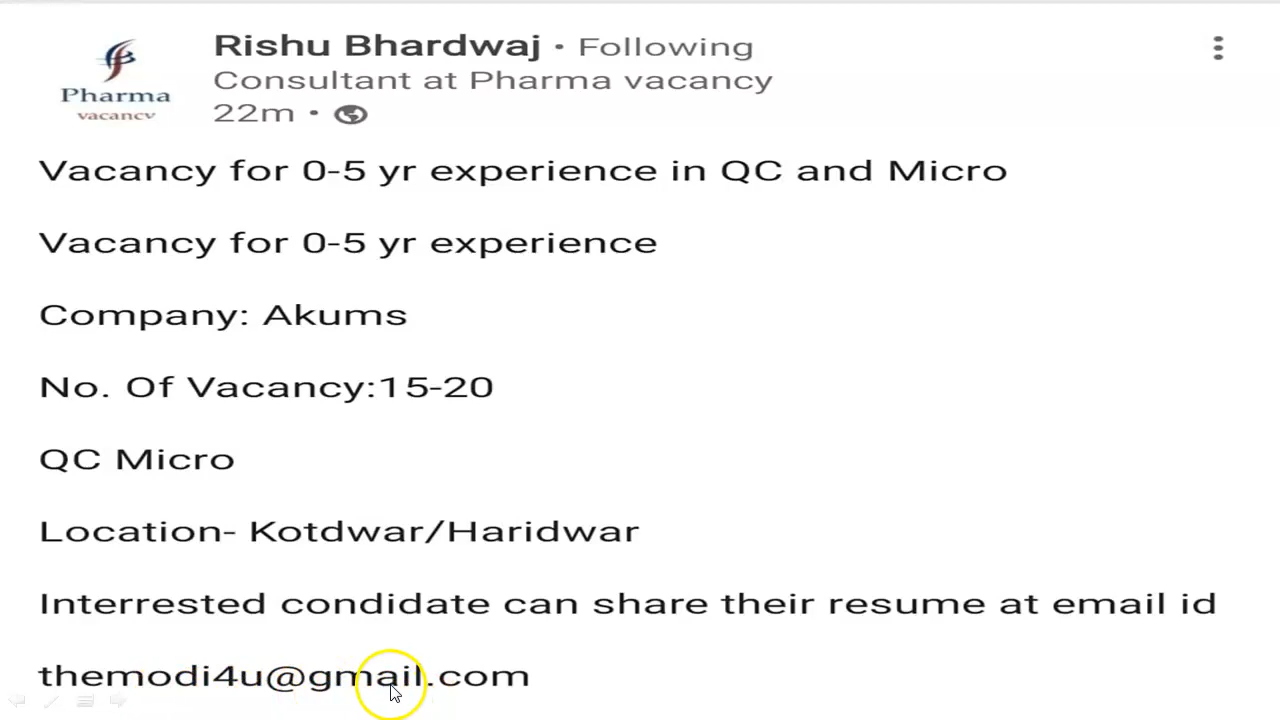 Rishu Bhardwaj • Following
Consultant at Pharma vacancy
22m •
Pharma
vacancy
Vacancy for 0-5 yr experience in QC and Micro
Vacancy for 0-5 yr experience
Company: Akums
No. Of Vacancy:15-20
QC Micro
Location- Kotdwar/Haridwar
Interrested condidate can share their resume at email id
themodi4u@gmail.com